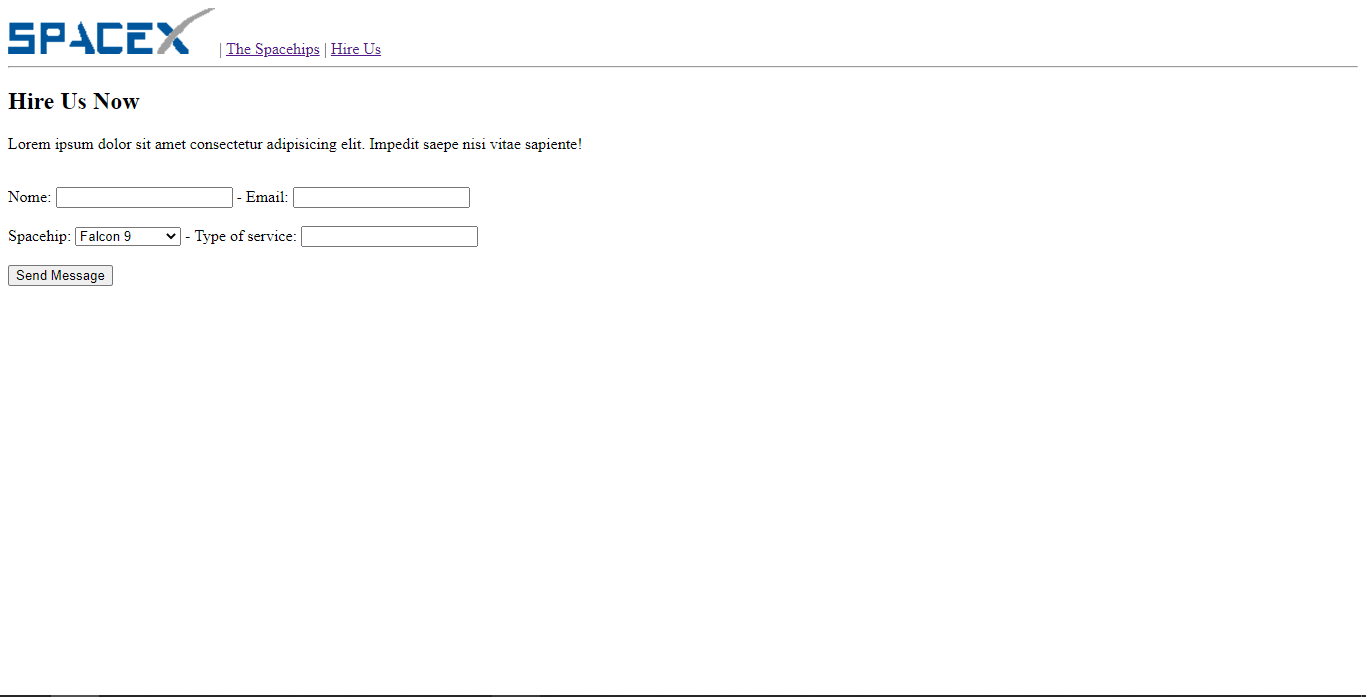 SPACEX | The Spacehips | Hire Us
Hire Us Now
Lorem ipsum dolor sit amet consectetur adipisicing elit. Impedit saepe nisi vitae sapiente!
Nome: - Email:
Spacehip: Falcon 9 - Type of service:
Send Message